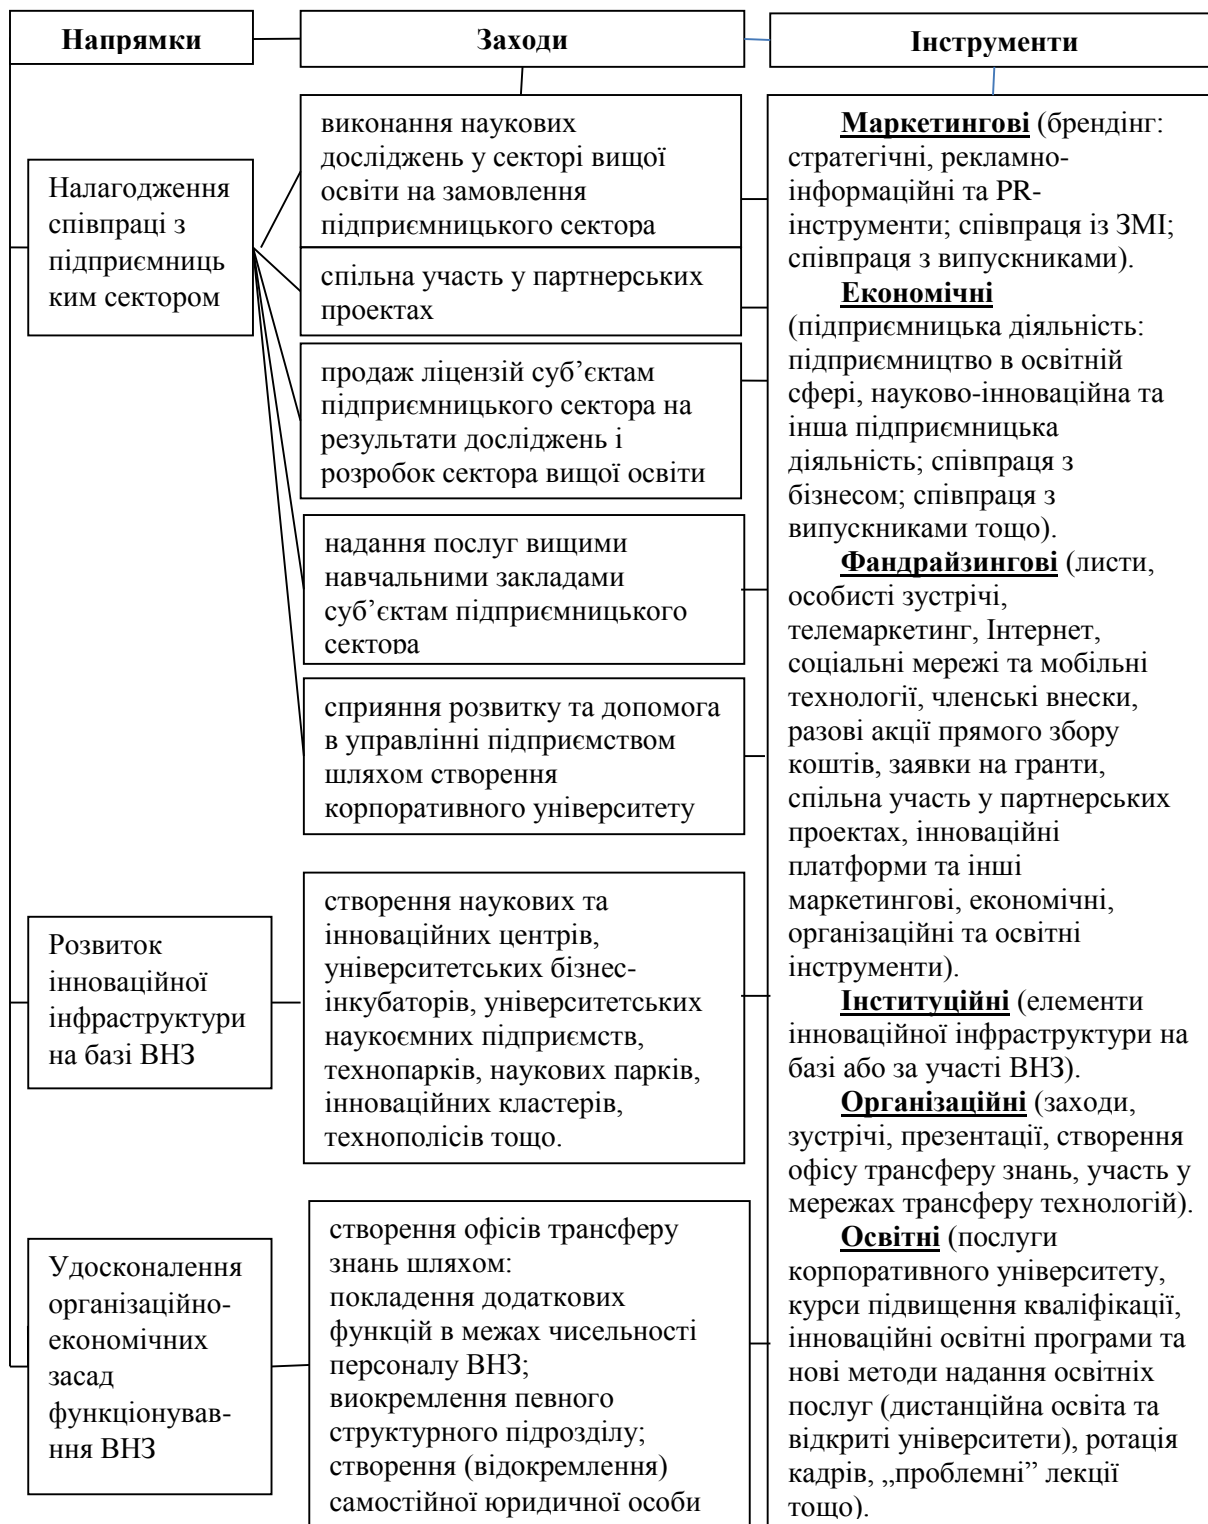 Напрямки
Заходи
Інструменти
Налагодження
співпраці з
підприємниць
ким сектором
виконання наукових
досліджень у секторі вищої
освіти на замовлення
підприємницького сектора
спільна участь у партнерських
проектах
продаж ліцензій суб’єктам
підприємницького сектора на
результати досліджень і
розробок сектора вищої освіти
надання послуг вищими
навчальними закладами
суб’єктам підприємницького
сектора
сприяння розвитку та допомога
в управлінні підприємством
шляхом створення
корпоративного університету
Розвиток
інноваційної
інфраструктури
на базі ВНЗ
створення наукових та
інноваційних центрів,
університетських бізнес-
інкубаторів, університетських
наукоємних підприємств,
технопарків, наукових парків,
інноваційних кластерів,
технополісів тощо.
Удосконалення
організаційно-
економічних
засад
функціонував-
ння ВНЗ
створення офісів трансферу
знань шляхом:
покладення додаткових
функцій в межах чисельності
персоналу ВНЗ;
виокремлення певного
структурного підрозділу;
створення (відокремлення)
самостійної юридичної особи
Маркетингові (брендінг:
стратегічні, рекламно-
інформаційні та PR-
інструменти; співпраця із ЗМІ;
співпраця з випускниками).
Економічні
(підприємницька діяльність:
підприємництво в освітній
сфері, науково-інноваційна та
інша підприємницька
діяльність; співпраця з
бізнесом; співпраця з
випускниками тощо).
Фандрайзингові (листи,
особисті зустрічі,
телемаркетинг, Інтернет,
соціальні мережі та мобільні
технології, членські внески,
разові акції прямого збору
коштів, заявки на гранти,
спільна участь у партнерських
проектах, інноваційні
платформи та інші
маркетингові, економічні,
організаційні та освітні
інструменти).
Інституційні (елементи
інноваційної інфраструктури на
базі або за участі ВНЗ).
Організаційні (заходи,
зустрічі, презентації, створення
офісу трансферу знань, участь у
мережах трансферу технологій).
Освітні (послуги
корпоративного університету,
курси підвищення кваліфікації,
інноваційні освітні програми та
нові методи надання освітніх
послуг (дистанційна освіта та
відкриті університети), ротація
кадрів, „проблемні” лекції
тощо).